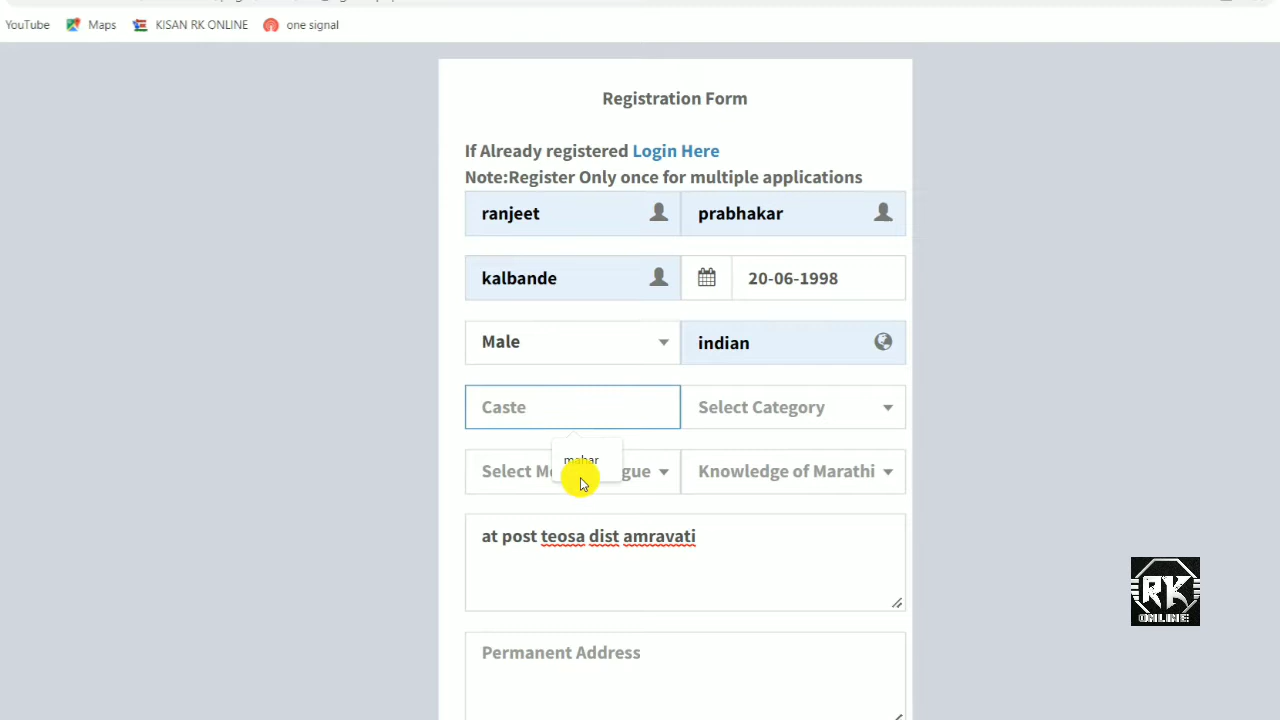 YouTube Maps KISAN RK ONLINE one signal
Registration Form
If Already registered Login Here
Note:Register Only once for multiple applications
ranjeet prabhakar
kalbande 20-06-1998
Male indian
Caste Select Category
mahar
Select gue Knowledge of Marathi
at post teosa dist amravati
Permanent Address
RK
ONLINE